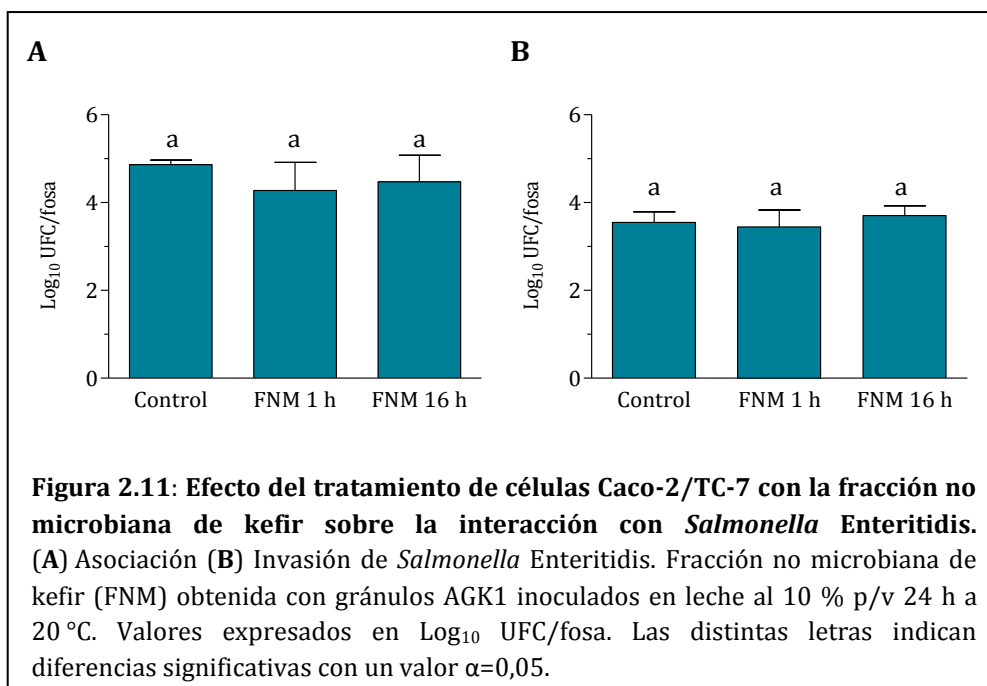 A
B
6
4
2
0
Log10 UFC/fosa
a
a
a
Control
FNM 1 h
FNM 16 h
6
4
2
0
Log10 UFC/fosa
a
a
a
Control
FNM 1 h
FNM 16 h
Figura 2.11: Efecto del tratamiento de células Caco-2/TC-7 con la fracción no
microbiana de kefir sobre la interacción con Salmonella Enteritidis.
(A) Asociación (B) Invasión de Salmonella Enteritidis. Fracción no microbiana de
kefir (FNM) obtenida con gránulos AGK1 inoculados en leche al 10 % p/v 24 h a
20 °C. Valores expresados en Log10 UFC/fosa. Las distintas letras indican
diferencias significativas con un valor α=0,05.